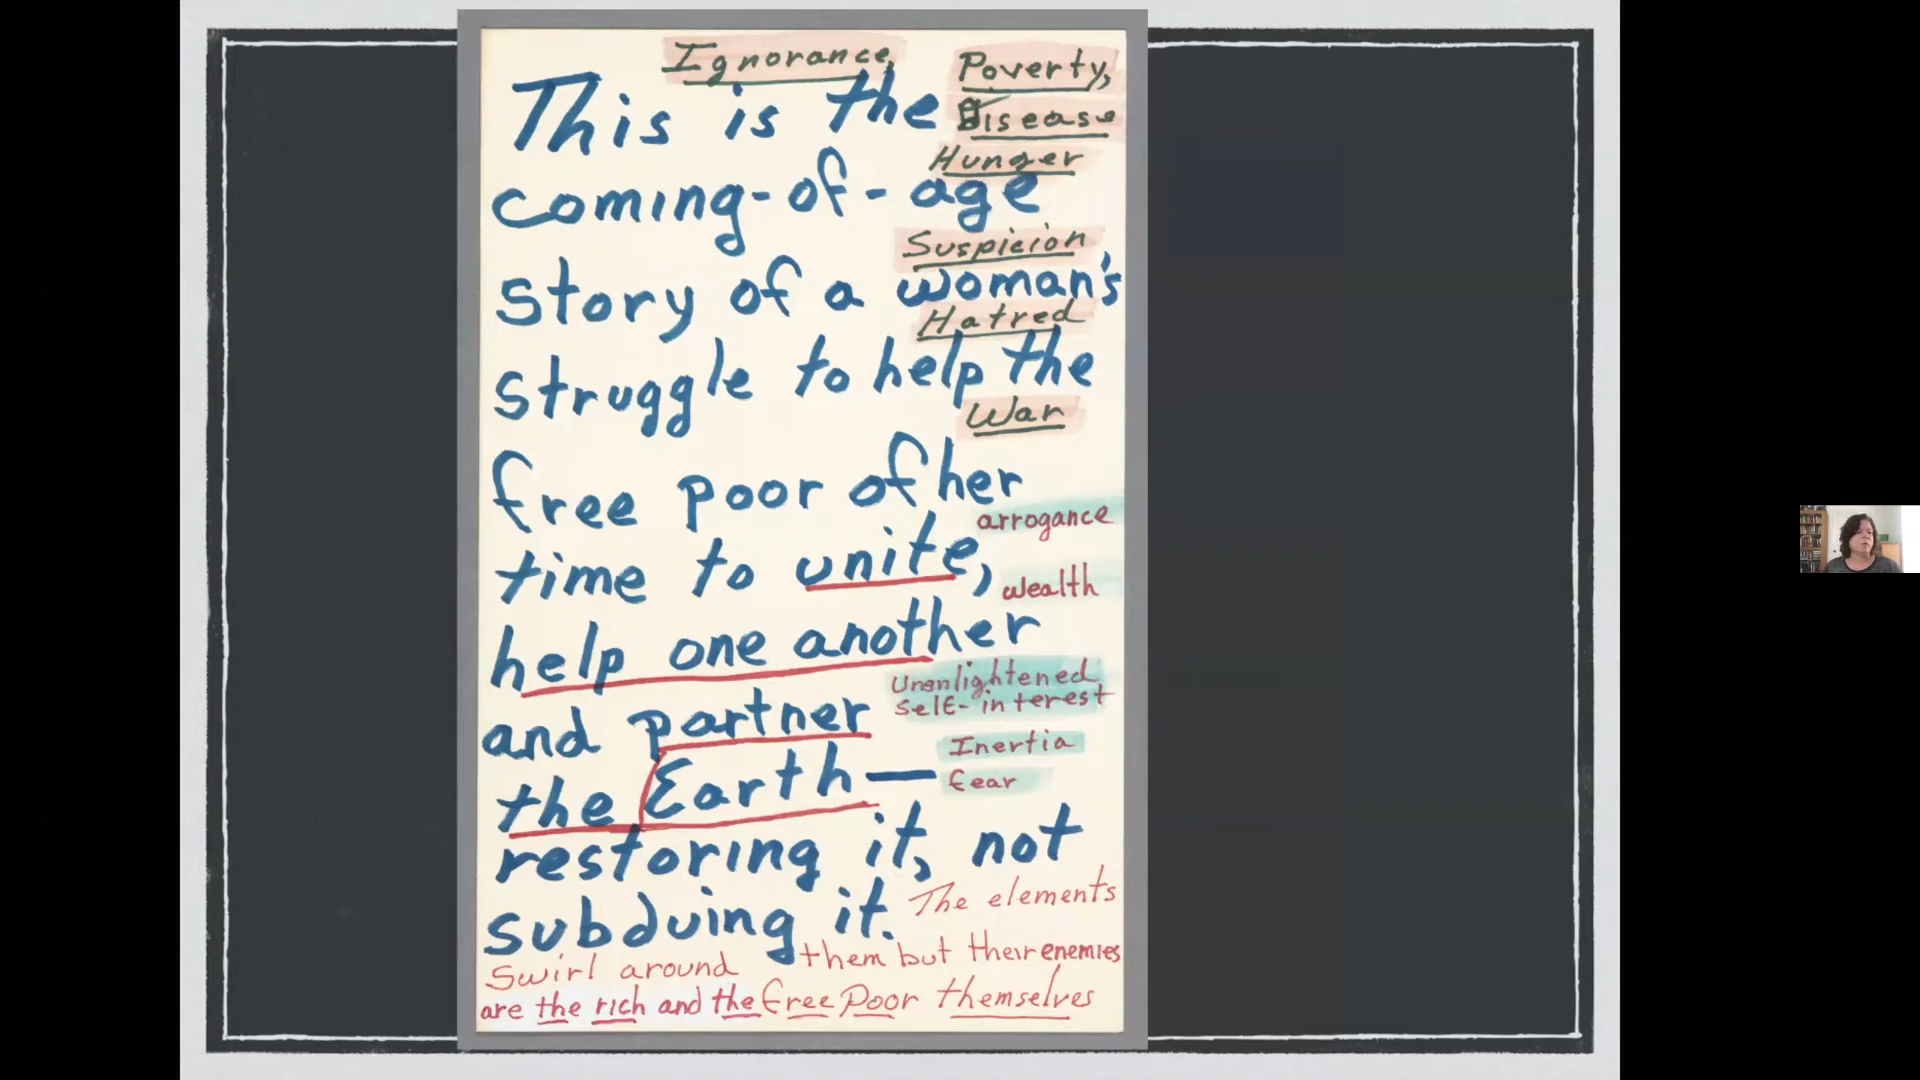 Ignorance,
Poverty,
This is the
Disease
Hunger
coming-of-age
Suspicion
story of a woman's
Hatred
struggle to help the
War
free poor of her
arrogance
time to unite,
wealth
help one another
Unenlightened
self-interest
and partner
Inertia
the Earth—
fear
restoring it, not
subduing it. The elements
swirl around them but their enemies
are the rich and the free poor themselves